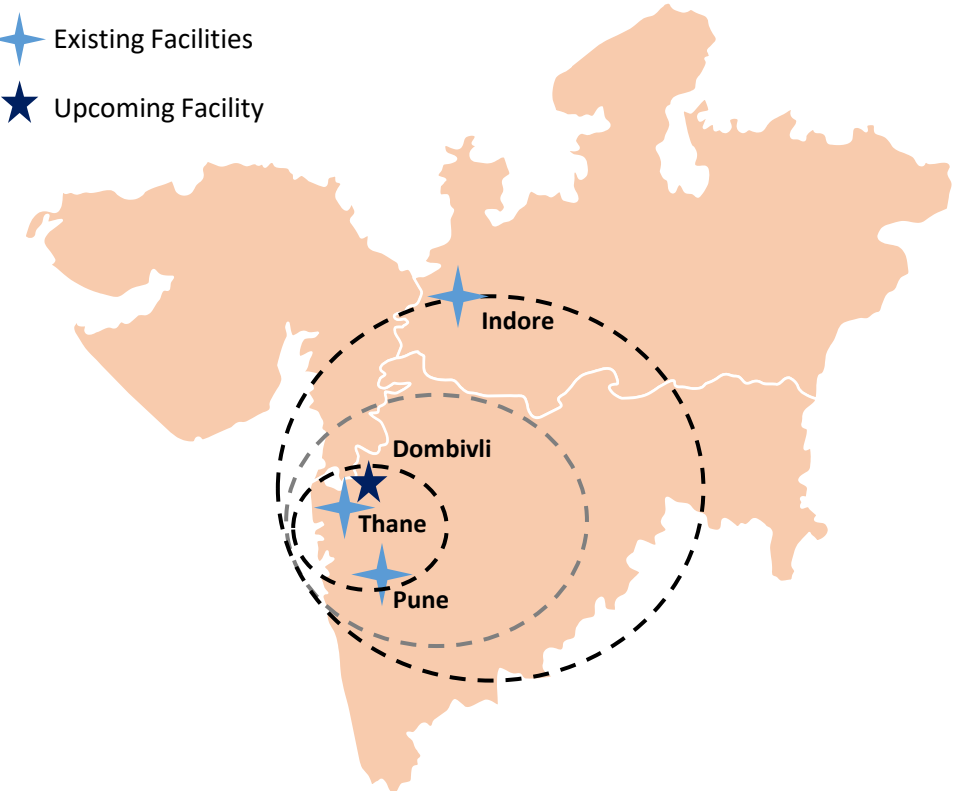 Existing Facilities
Upcoming Facility
Indore
Dombivli
Thane
Pune